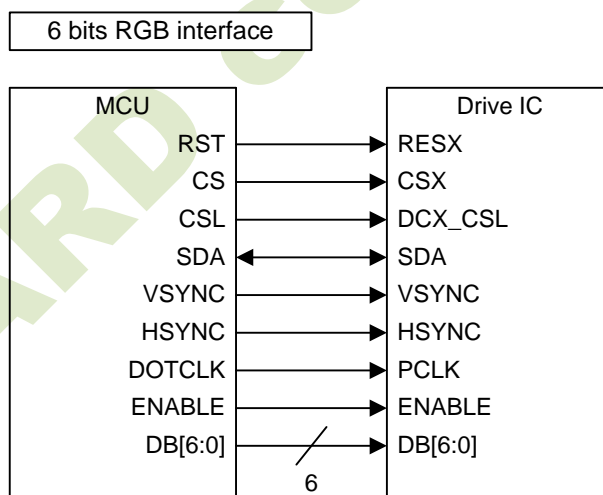 6 bits RGB interface
MCU Drive IC
RST RESX
CS CSX
CSL DCX_CSL
SDA SDA
VSYNC VSYNC
HSYNC HSYNC
DOTCLK PCLK
ENABLE ENABLE
DB[6:0] DB[6:0]
6